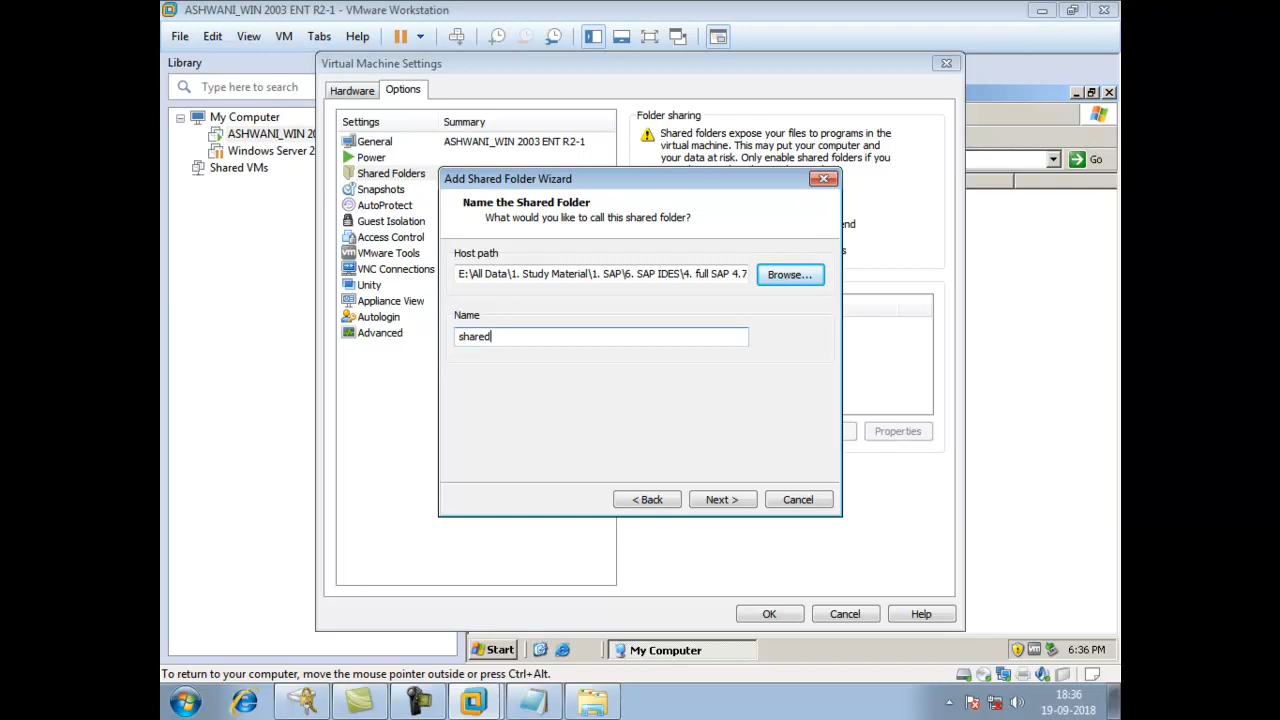 ASHWANI_WIN 2003 ENT R2-1 - VMware Workstation
File Edit View VM Tabs Help
Library
Type here to search
My Computer
ASHWANI_WIN 20
Windows Server 2
Shared VMs
Virtual Machine Settings
Hardware Options
Settings Summary
General ASHWANI_WIN 2003 ENT R2-1
Power
Shared Folders
Snapshots
AutoProtect
Guest Isolation
Access Control
vm VMware Tools
VNC Connections
Unity
Appliance View
Autologin
Advanced
Folder sharing
Shared folders expose your files to programs in the
virtual machine. This may put your computer and
your data at risk. Only enable shared folders if you
end
s
Add Shared Folder Wizard
Name the Shared Folder
What would you like to call this shared folder?
Host path
E:\All Data\1. Study Material\1. SAP\6. SAP IDES\4. full SAP 4.7
Browse...
Name
shared
< Back Next > Cancel
Properties
OK Cancel Help
Go
Start My Computer 6:36 PM
To return to your computer, move the mouse pointer outside or press Ctrl+Alt.
18:36
19-09-2018